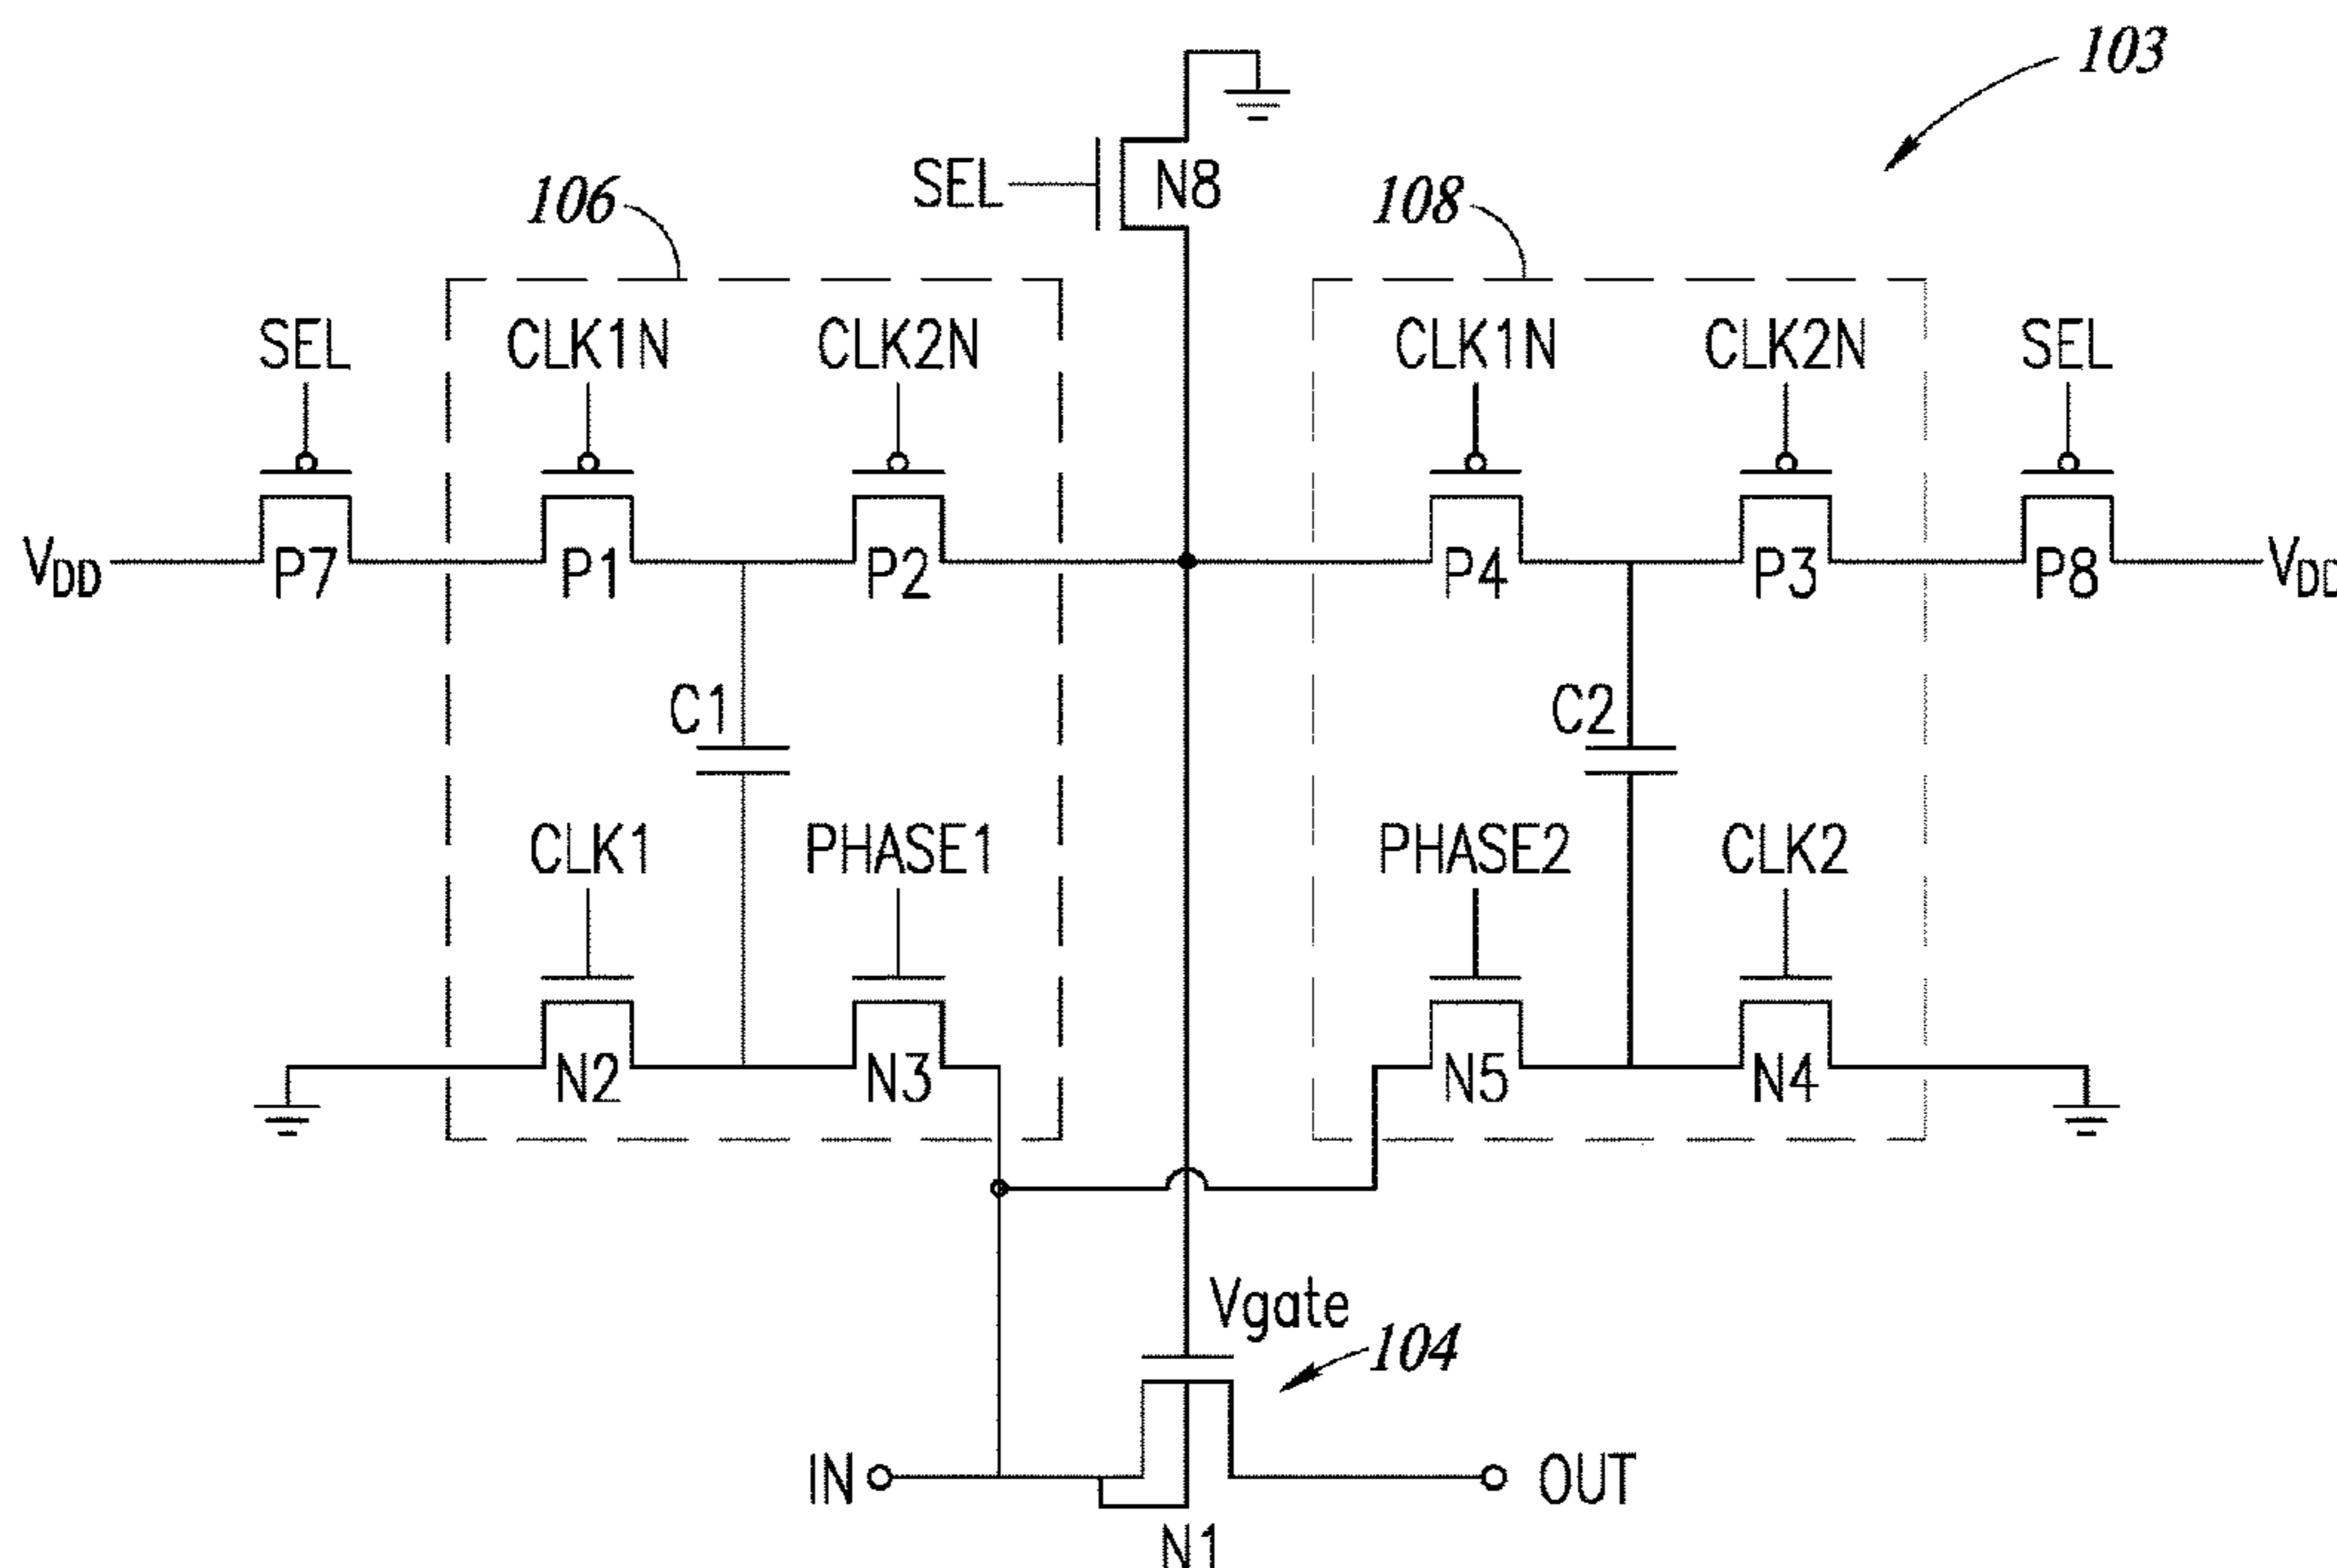 103
SEL N8
106 108
SEL CLK1N CLK2N CLK1N CLK2N SEL
VDD P7 P1 P2 P4 P3 P8 VDD
C1 C2
CLK1 PHASE1 PHASE2 CLK2
N2 N3 N5 N4
Vgate
104
IN OUT
N1